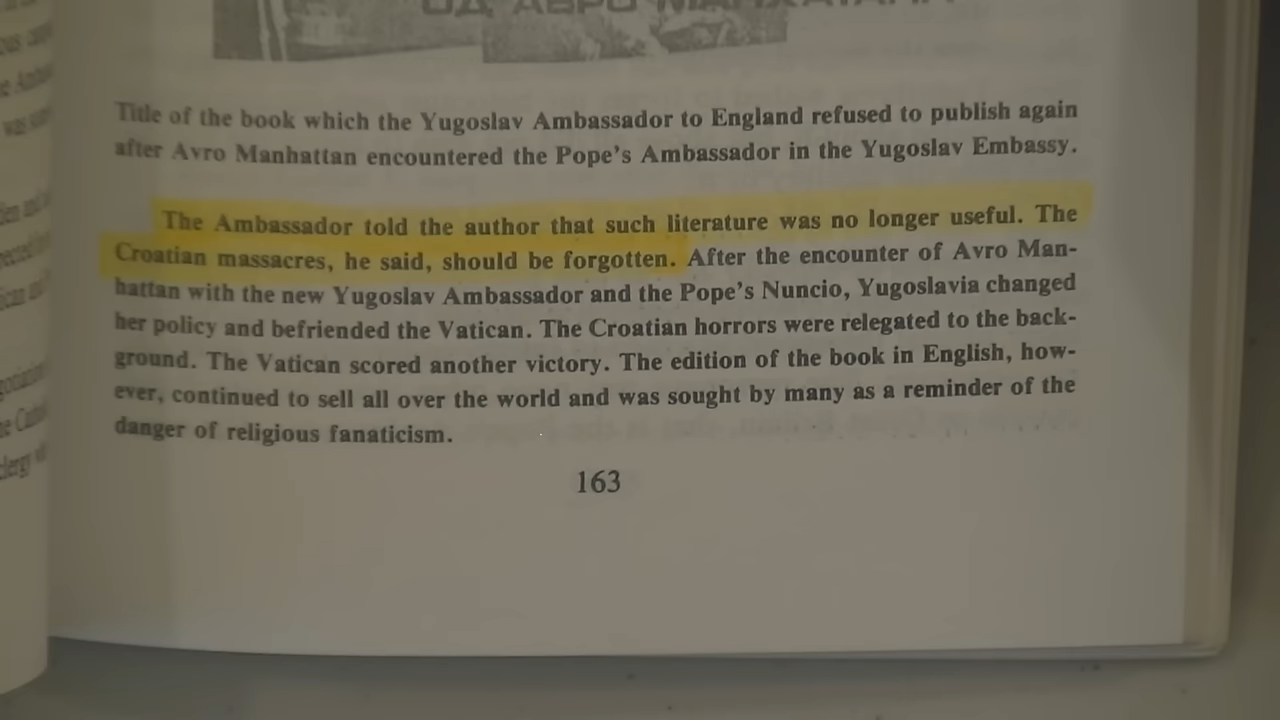 ОД АВРО МАНХАТАНА
Title of the book which the Yugoslav Ambassador to England refused to publish again
after Avro Manhattan encountered the Pope's Ambassador in the Yugoslav Embassy.
The Ambassador told the author that such literature was no longer useful. The
Croatian massacres, he said, should be forgotten. After the encounter of Avro Man-
hattan with the new Yugoslav Ambassador and the Pope's Nuncio, Yugoslavia changed
her policy and befriended the Vatican. The Croatian horrors were relegated to the back-
ground. The Vatican scored another victory. The edition of the book in English, how-
ever, continued to sell all over the world and was sought by many as a reminder of the
danger of religious fanaticism.
163